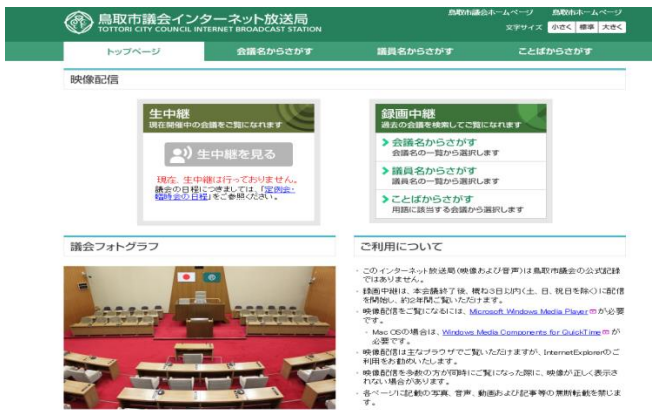 鳥取市議会インターネット放送局
TOTTORI CITY COUNCIL INTERNET BROADCAST STATION
鳥取市議会ホームページ 鳥取市ホームページ
文字サイズ 小さく 標準 大きく
トップページ 会議名からさがす 議員名からさがす ことばからさがす
映像配信
生中継
現在開催中の会議をご覧になれます
生中継を見る
現在、生中継は行っておりません。
議会の日程につきましては、「定例会・
臨時会の日程」をご参照ください。
録画中継
過去の会議を検索してご覧になれます
会議名からさがす
会議名の一覧から選択します
議員名からさがす
議員名の一覧から選択します
ことばからさがす
用語に該当する会議から選択します
議会フォトグラフ
ご利用について
・このインターネット放送局(映像および音声)は鳥取市議会の公式記録
ではありません。
・録画中継は、本会議終了後、概ね3日以内(土、日、祝日を除く)に配信
を開始し、約2年間ご覧いただけます。
・映像配信をご覧になるには、Microsoft Windows Media Playerが必要
です。
・Mac OSの場合は、Windows Media Components for QuickTimeが
必要です。
・映像配信は主なブラウザでご覧いただけますが、InternetExplorerのご
利用をお勧めいたします。
・映像配信を多数の方が同時にご覧になった際に、映像が正しく表示さ
れない場合があります。
・各ページに記載の写真、音声、動画および記事等の無断転載を禁じま
す。